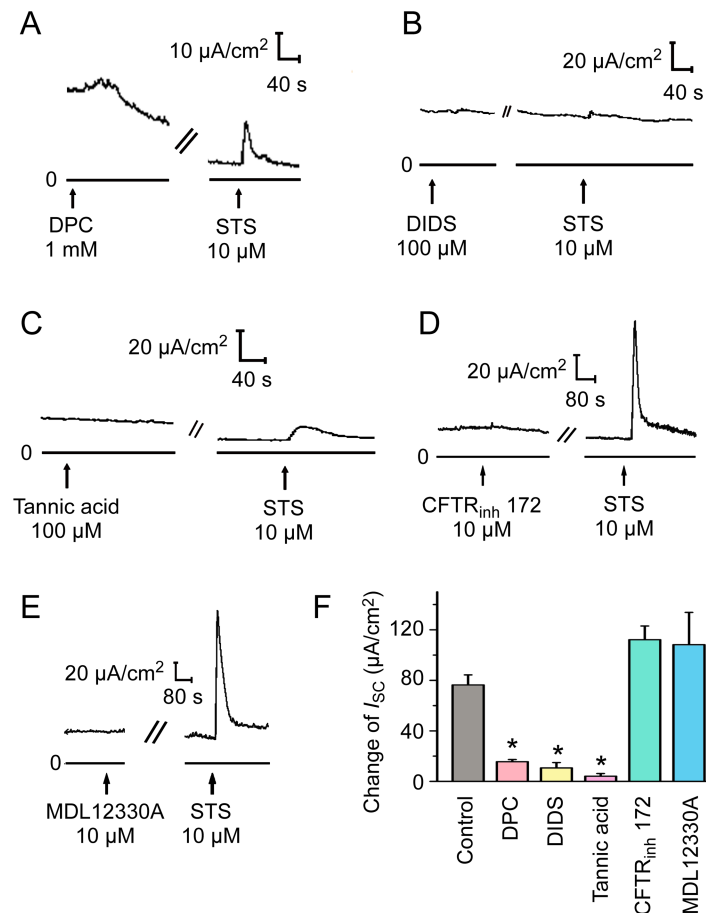 A
10 µA/cm2
40 s
0
DPC
1 mM
STS
10 µM
B
20 µA/cm2
40 s
0
DIDS
100 µM
STS
10 µM
C
20 µA/cm2
40 s
0
Tannic acid
100 µM
STS
10 µM
D
20 µA/cm2
80 s
0
CFTRinh 172
10 µM
STS
10 µM
E
20 µA/cm2
80 s
0
MDL12330A
10 µM
STS
10 µM
F
Change of ISC (µA/cm2)
120
80
40
0
* * *
Control
DPC
DIDS
Tannic acid
CFTRinh 172
MDL12330A